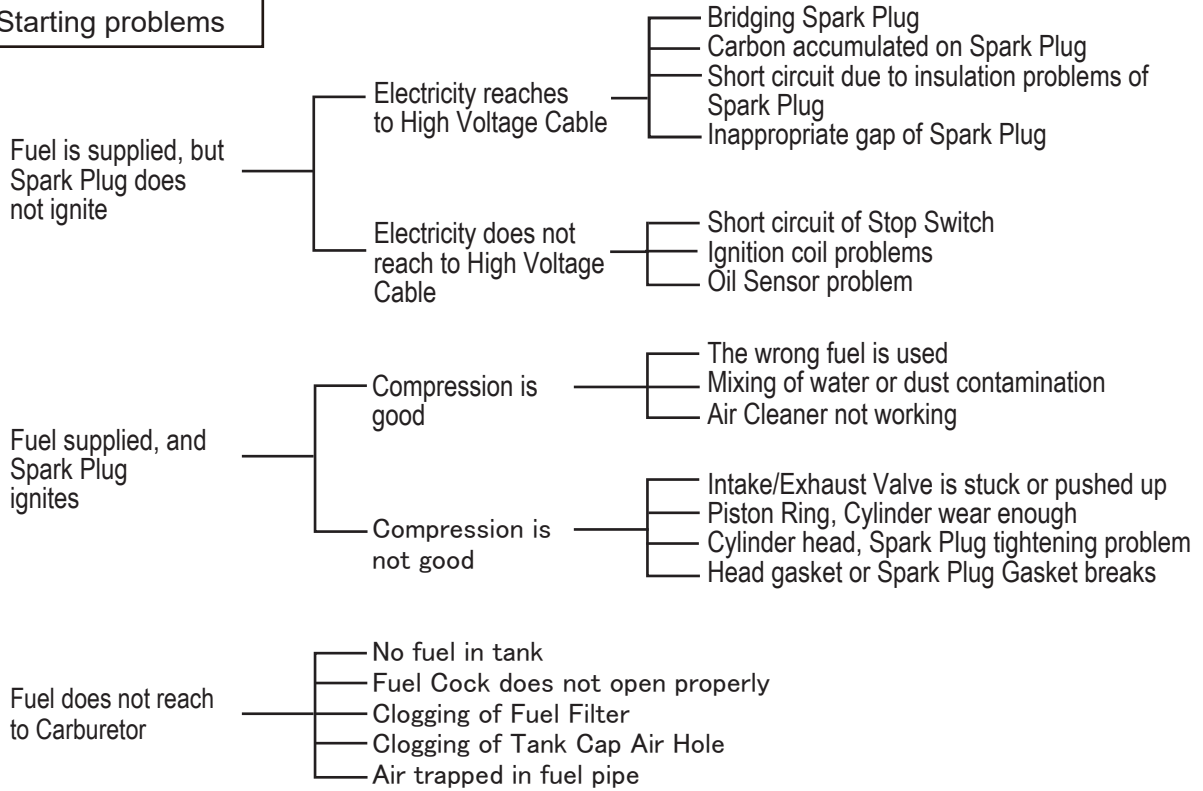 Starting problems
Fuel is supplied, but
Spark Plug does
not ignite
Electricity reaches
to High Voltage Cable
Bridging Spark Plug
Carbon accumulated on Spark Plug
Short circuit due to insulation problems of
Spark Plug
Inappropriate gap of Spark Plug
Electricity does not
reach to High Voltage
Cable
Short circuit of Stop Switch
Ignition coil problems
Oil Sensor problem
Fuel supplied, and
Spark Plug
ignites
Compression is
good
The wrong fuel is used
Mixing of water or dust contamination
Air Cleaner not working
Compression is
not good
Intake/Exhaust Valve is stuck or pushed up
Piston Ring, Cylinder wear enough
Cylinder head, Spark Plug tightening problem
Head gasket or Spark Plug Gasket breaks
Fuel does not reach
to Carburetor
No fuel in tank
Fuel Cock does not open properly
Clogging of Fuel Filter
Clogging of Tank Cap Air Hole
Air trapped in fuel pipe